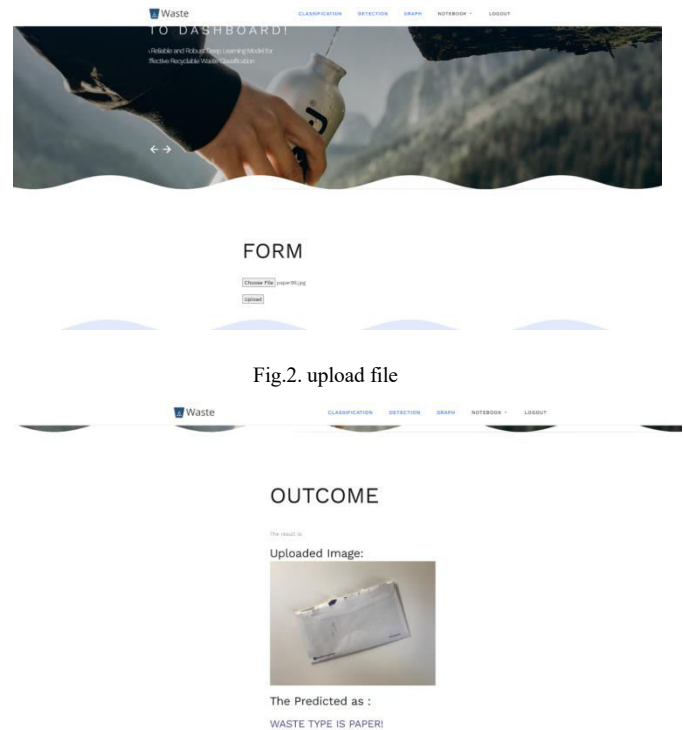 Waste
CLASSIFICATION DETECTION GRAPH NOTEBOOK LOGOUT
TO DASHBOARD!
Reliable and Robust Deep Learning Model for
ffective Recyclable Waste Classification
FORM
Choose File
Upload
Fig.2. upload file
Waste
CLASSIFICATION DETECTION GRAPH NOTEBOOK LOGOUT
OUTCOME
The result is
Uploaded Image:
The Predicted as :
WASTE TYPE IS PAPER!